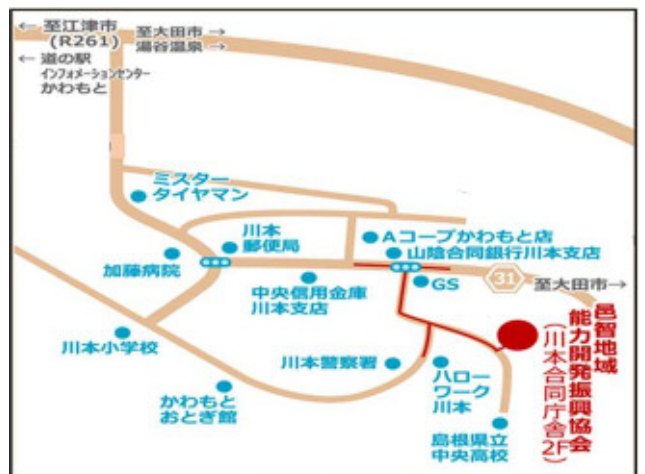 ← 至江津市
(R261)
至大田市 →
湯谷温泉 →
← 道の駅
インフォメーションセンター
かわもと
ミスター
タイヤマン
川本
郵便局
Aコープかわもと店
山陰合同銀行川本支店
加藤病院
中央信用金庫
川本支店
GS
31
至大田市→
川本小学校
川本警察署
ハロー
ワーク
川本
かわもと
おとぎ館
島根県立
中央高校
邑智地域
能力開発振興協会
(川本合同庁舎2F)